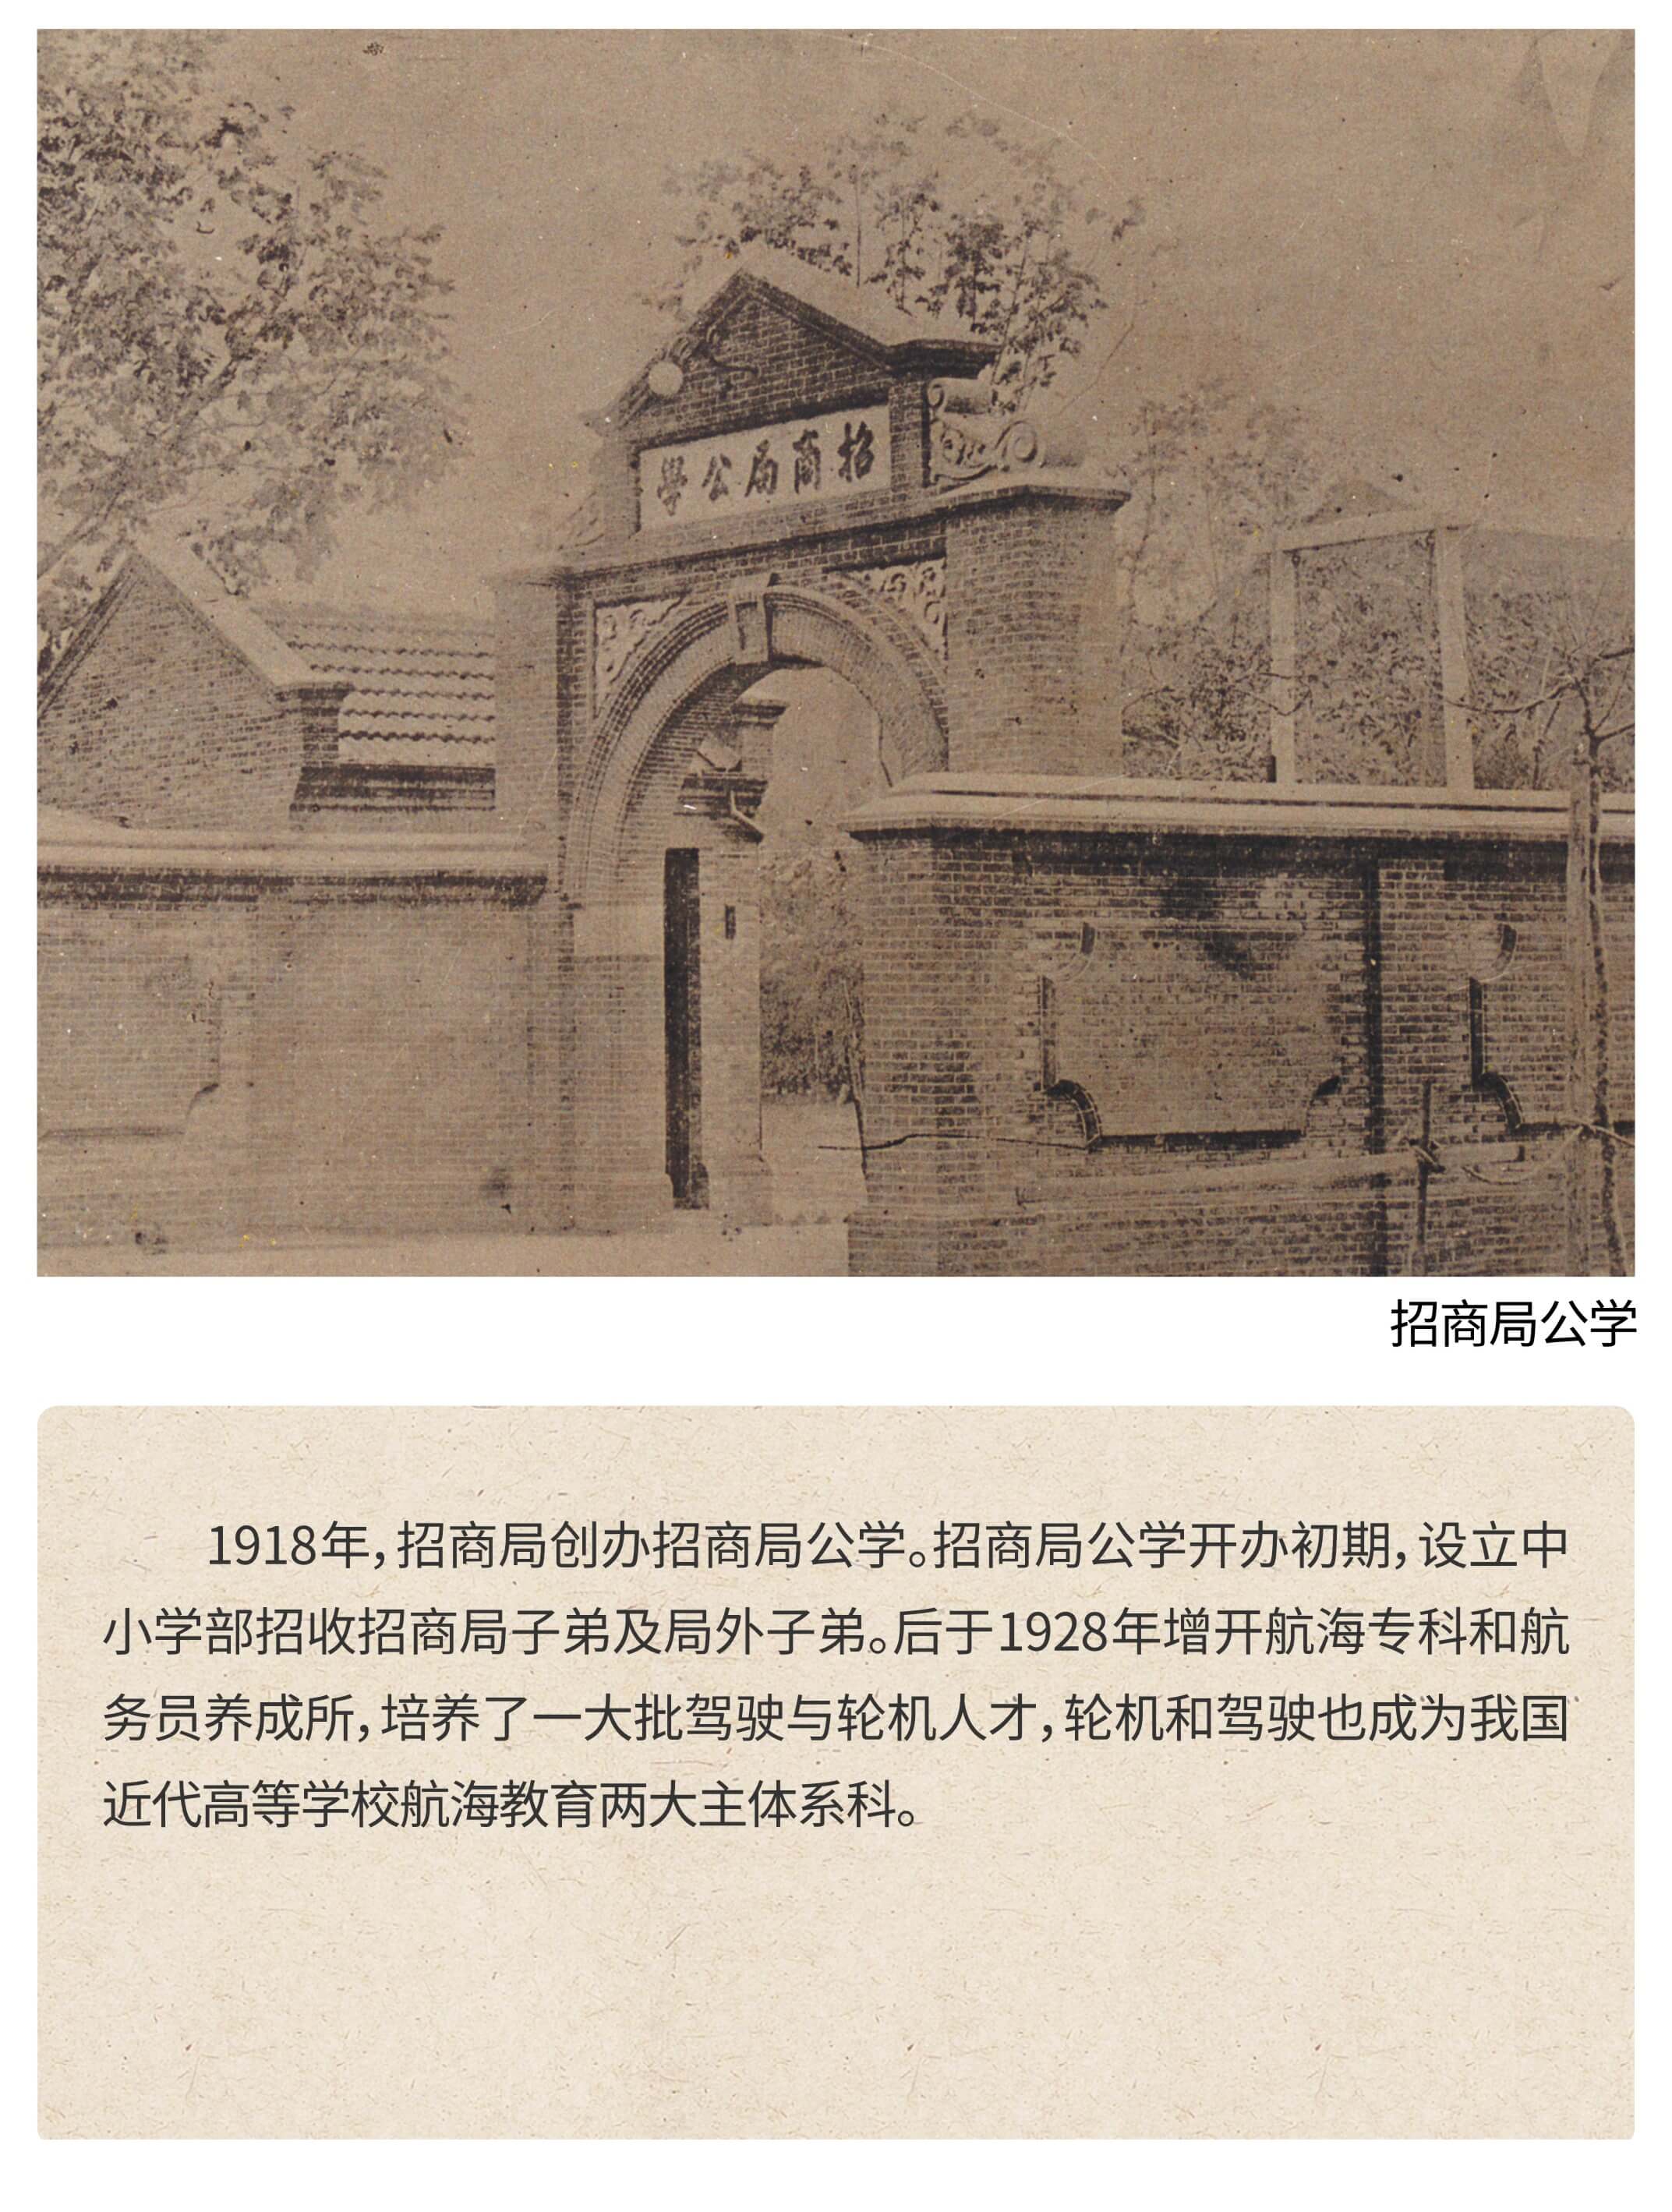 招商局公學
招商局公学
1918年，招商局创办招商局公学。招商局公学开办初期，设立中
小学部招收招商局子弟及局外子弟。后于1928年增开航海专科和航
务员养成所，培养了一大批驾驶与轮机人才，轮机和驾驶也成为我国
近代高等学校航海教育两大主体系科。